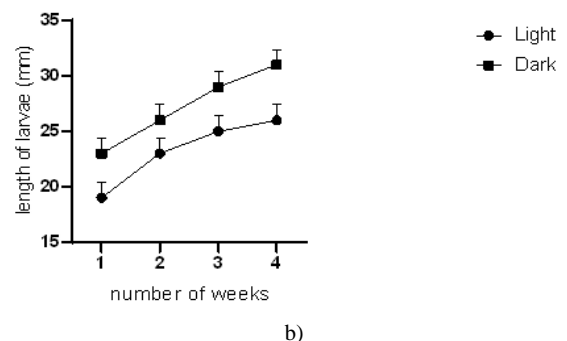 35
30
25
20
15
length of larvae (mm)
1 2 3 4
number of weeks
Light
Dark
b)